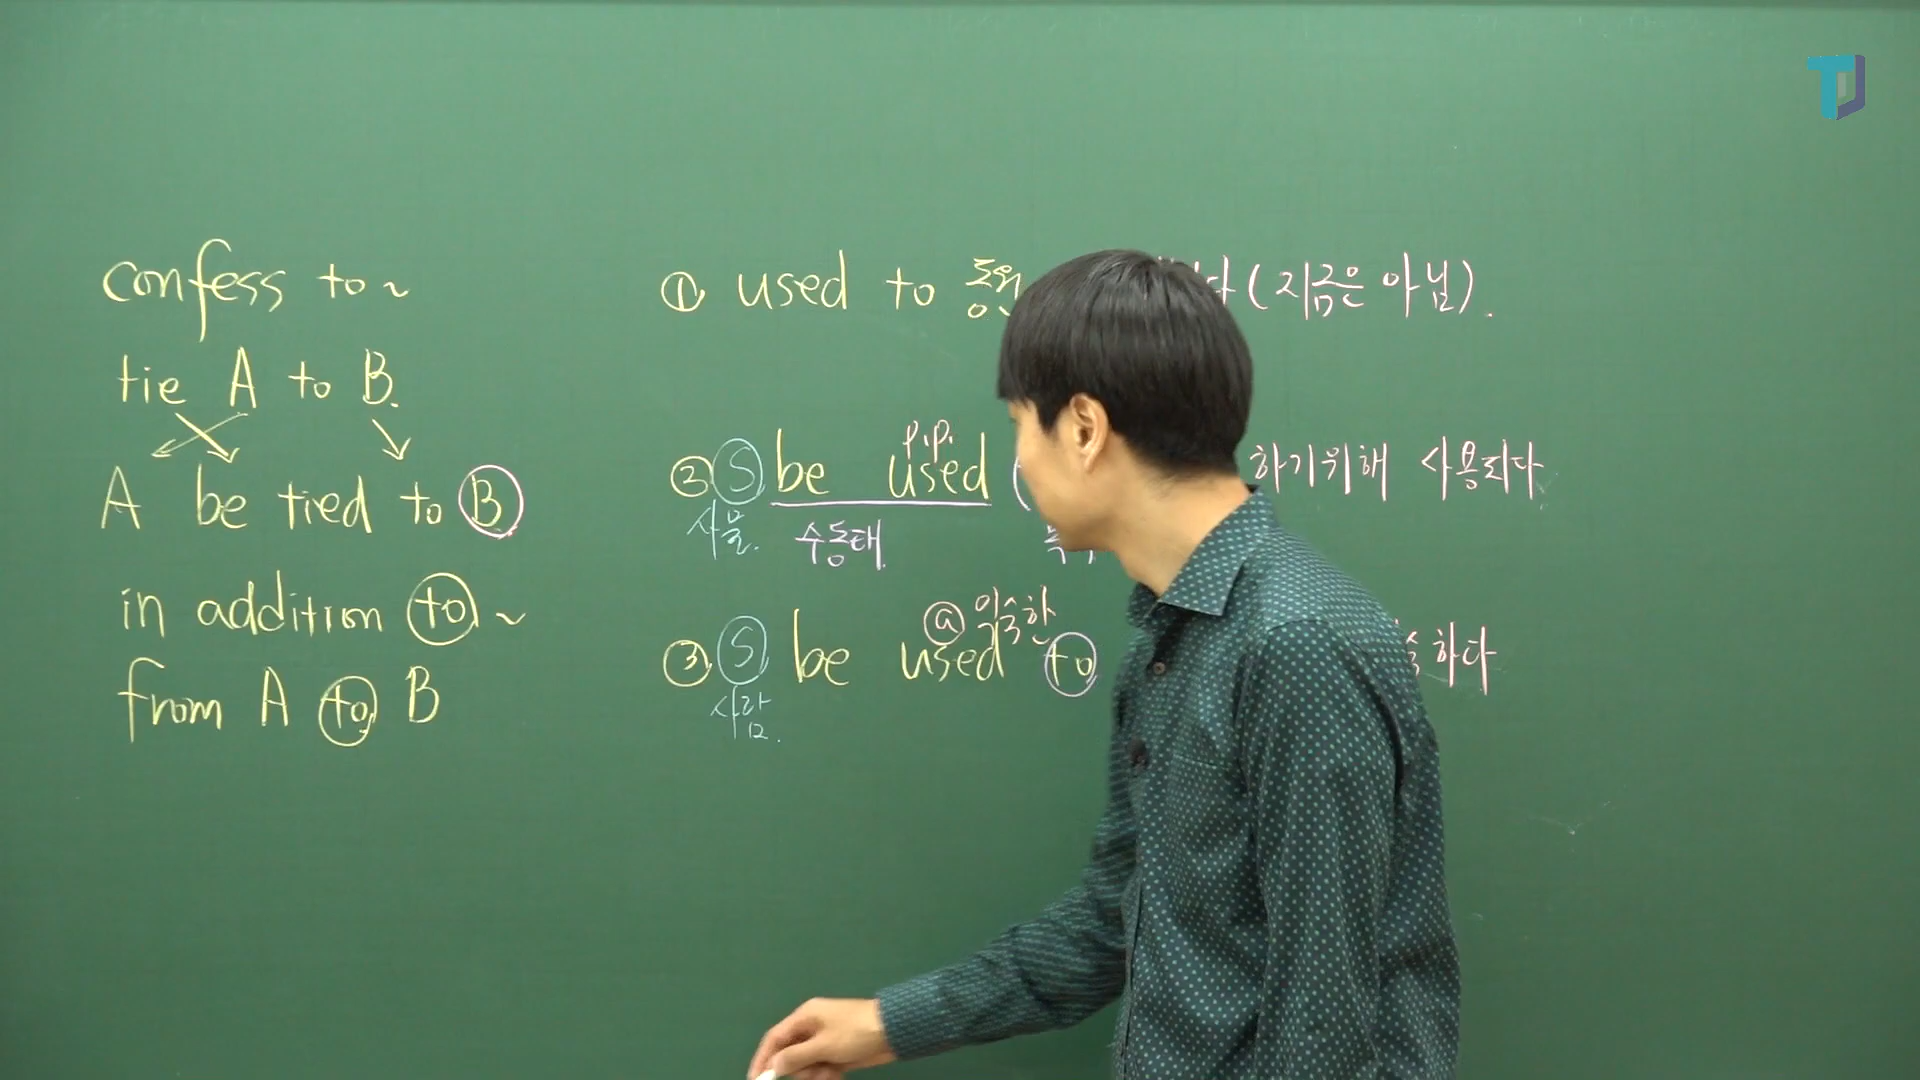 confess to ~
tie A to B.
A be tied to B
in addition to ~
from A to B
① used to 동원 다 (지금은 아님).
p.p.
② S be used 하기위해 사용되다
사물. 수동태
ⓐ 익숙한
③ S be used to 하다
사람.